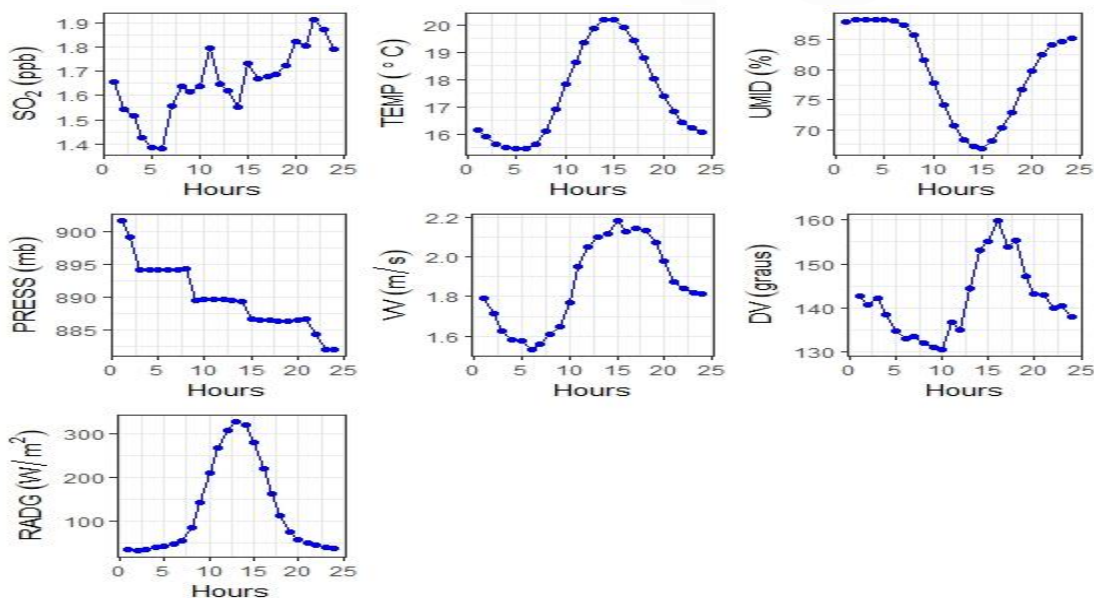 SO₂ (ppb)
1.9
1.8
1.7
1.6
1.5
1.4
0 5 10 15 20 25
Hours
TEMP (°C)
20
19
18
17
16
0 5 10 15 20 25
Hours
UMID (%)
85
80
75
70
0 5 10 15 20 25
Hours
PRESS (mb)
900
895
890
885
0 5 10 15 20 25
Hours
VV (m/s)
2.2
2.0
1.8
1.6
0 5 10 15 20 25
Hours
DV (graus)
160
150
140
130
0 5 10 15 20 25
Hours
RADG (W/m²)
300
200
100
0 5 10 15 20 25
Hours